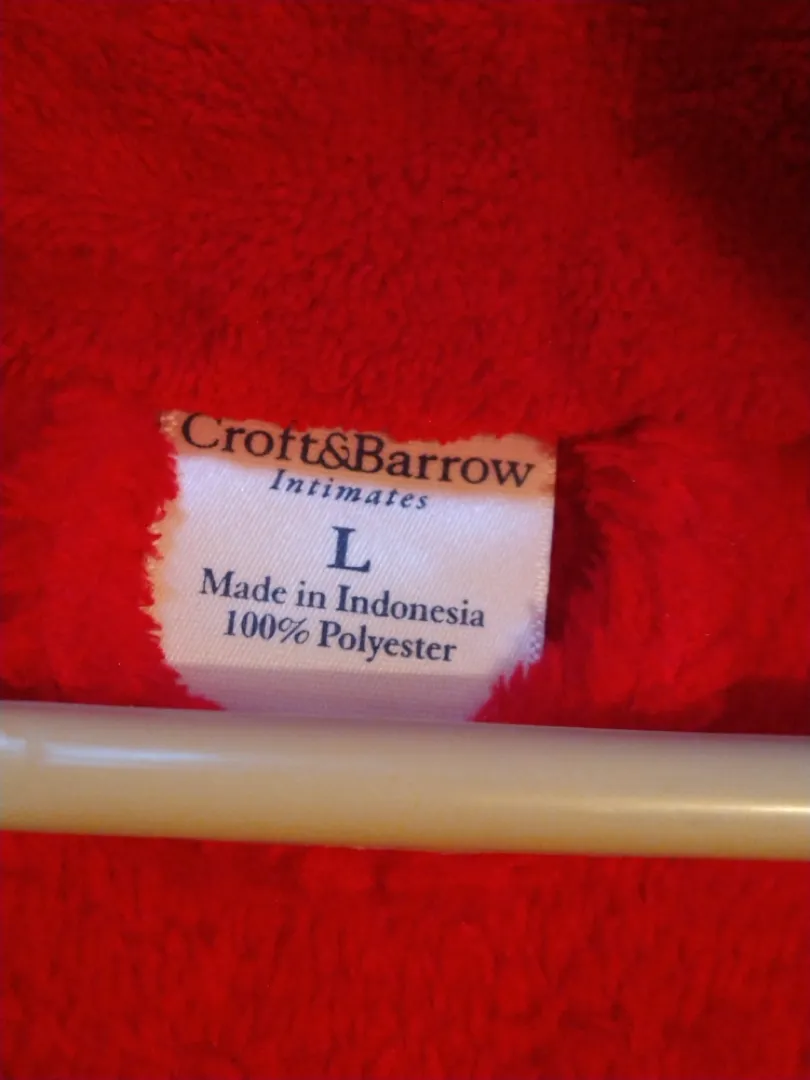 Croft&Barrow
Intimates
L
Made in Indonesia
100% Polyester